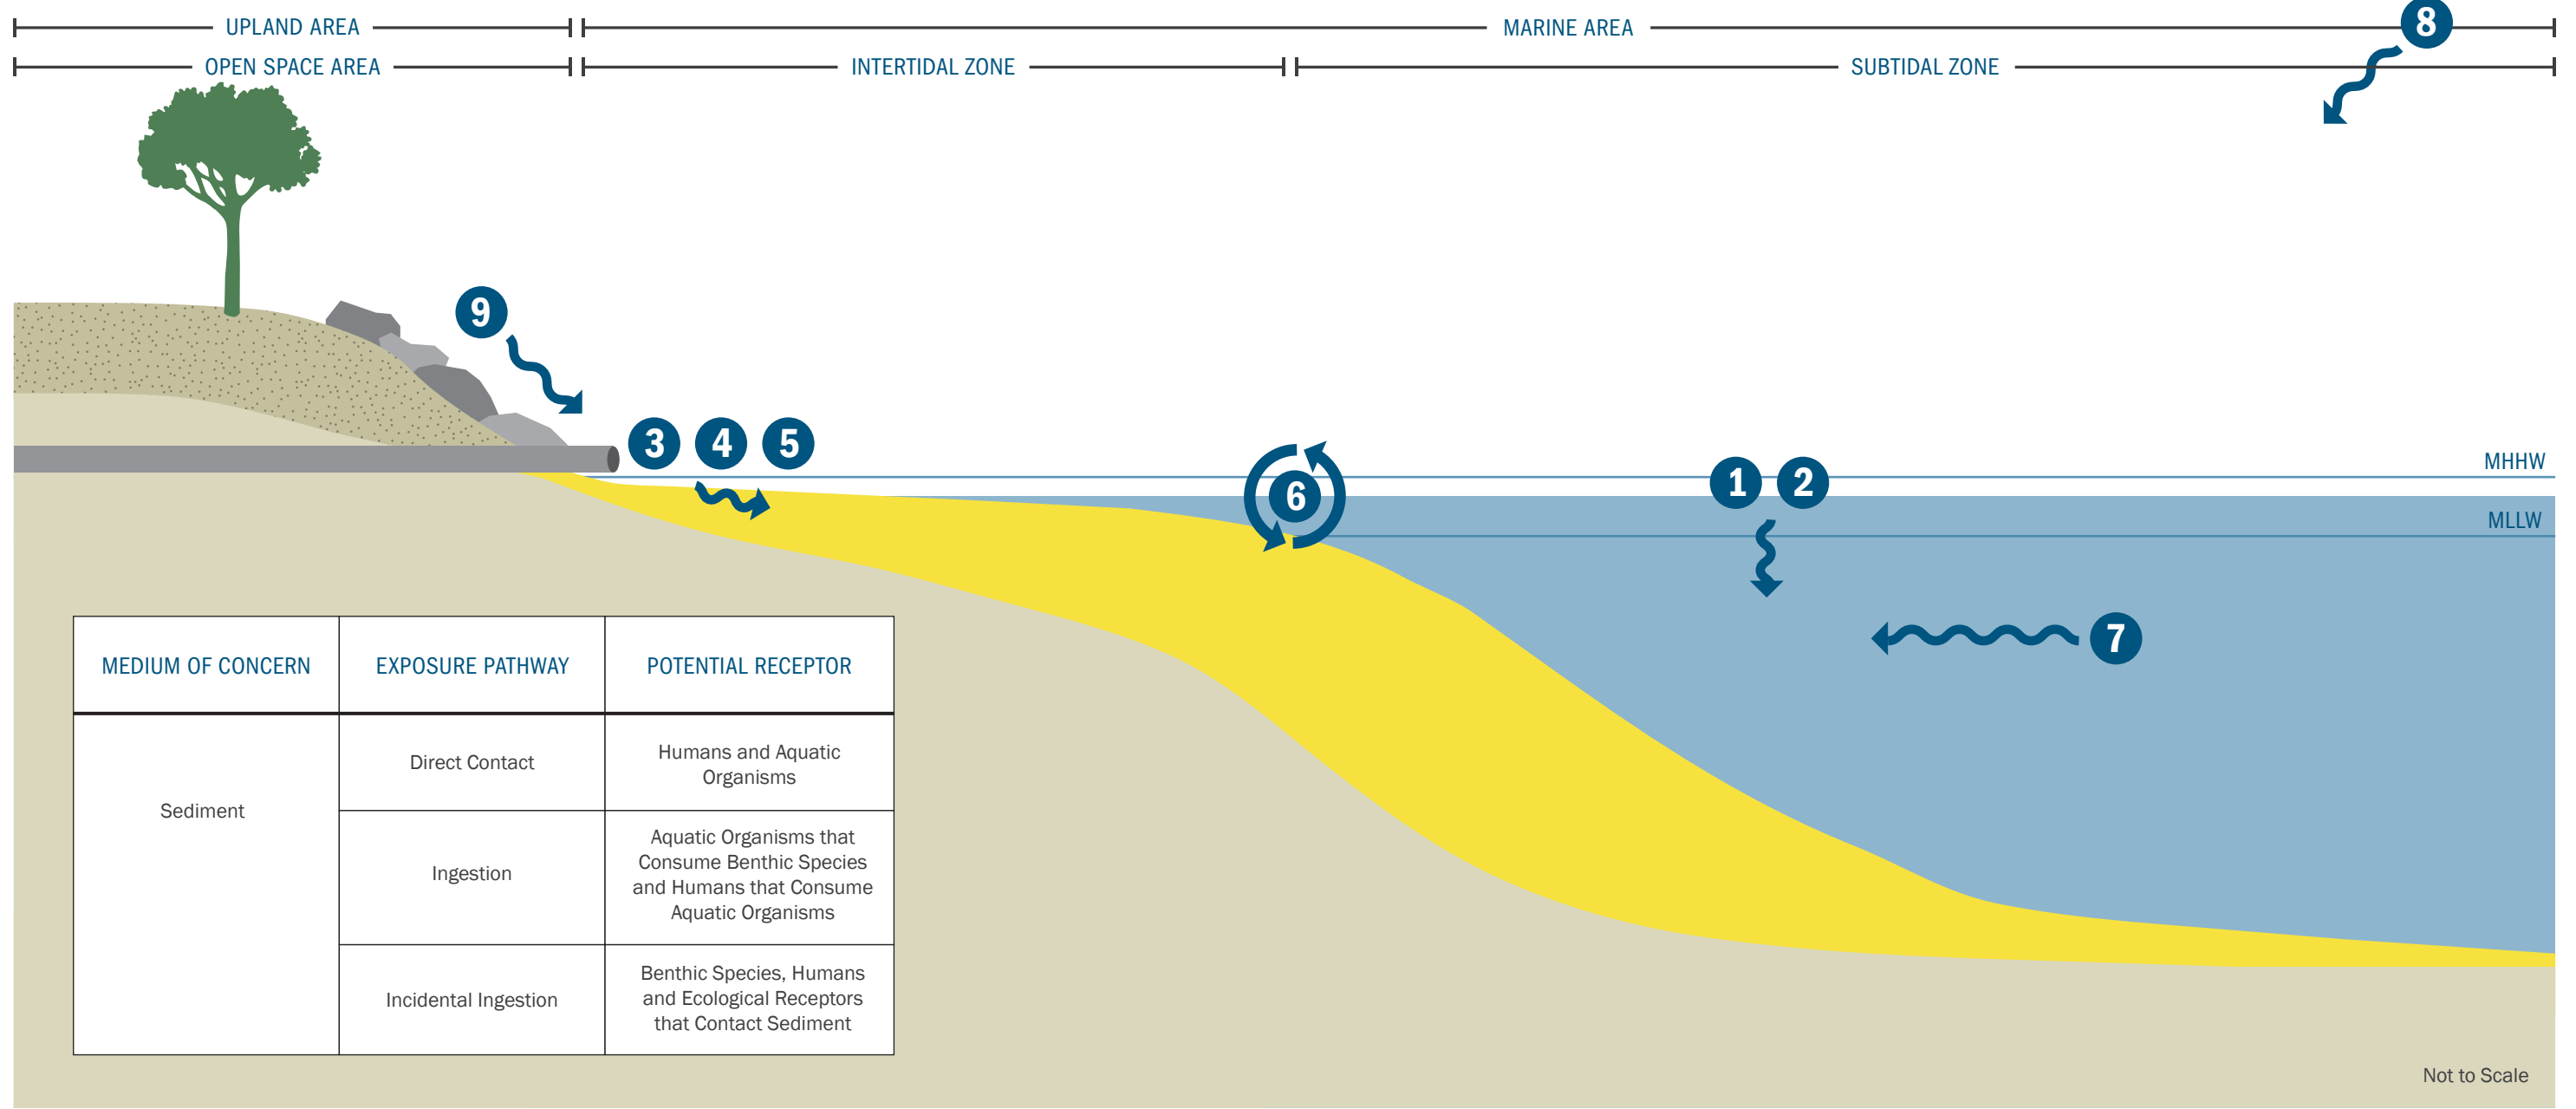 UPLAND AREA
MARINE AREA
8
OPEN SPACE AREA
INTERTIDAL ZONE
SUBTIDAL ZONE
9
3 4 5
6
1 2
MHHW
MLLW
7
MEDIUM OF CONCERN
EXPOSURE PATHWAY
POTENTIAL RECEPTOR
Sediment
Direct Contact
Humans and Aquatic
Organisms
Ingestion
Aquatic Organisms that
Consume Benthic Species
and Humans that Consume
Aquatic Organisms
Incidental Ingestion
Benthic Species, Humans
and Ecological Receptors
that Contact Sediment
Not to Scale